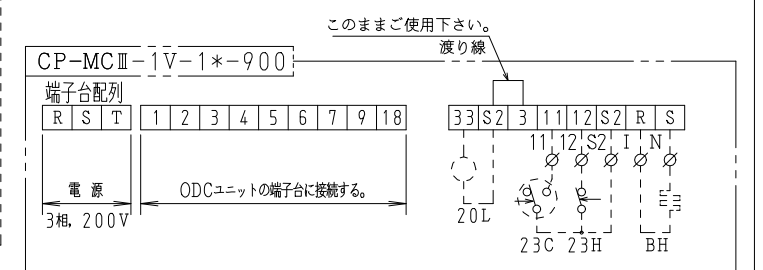 このままご使用下さい。
渡り線
CP-MCⅢ-1V-1*-900
端子台配列
R S T 1 2 3 4 5 6 7 9 18 33 S2 3 11 12 S2 R S
11 12 S2 I N
電源 ODCユニットの端子台に接続する。
3相, 200V 20L
23C 23H BH